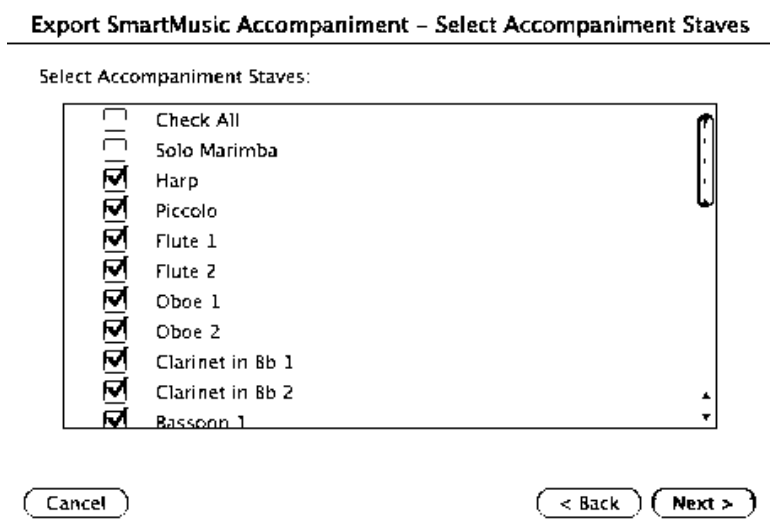 Export SmartMusic Accompaniment – Select Accompaniment Staves
Select Accompaniment Staves:
Check All
Solo Marimba
Harp
Piccolo
Flute 1
Flute 2
Oboe 1
Oboe 2
Clarinet in Bb 1
Clarinet in Bb 2
Bassoon 1
Cancel
< Back
Next >